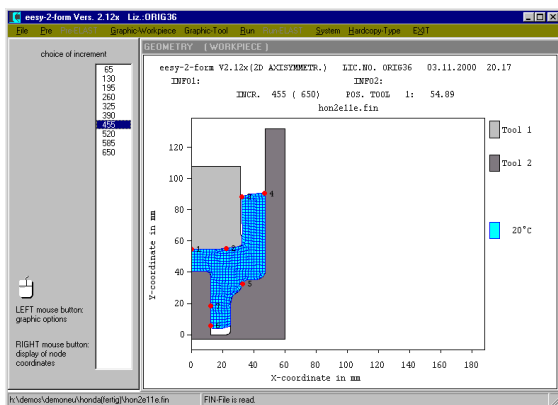 eesy-2-form Vers. 2.12x Liz.:ORIG36
File Pre Graphic-Workpiece Graphic-Tool Run System Hardcopy-Type EXIT
choice of increment
65
130
195
260
325
390
455
520
585
650
LEFT mouse button:
graphic options
RIGHT mouse button:
display of node
coordinates
GEOMETRY (WORKPIECE)
eesy-2-form V2.12x(2D AXISYMMETR.) LIC.NO. ORIG36 03.11.2000 20.17
INFO1: INFO2:
INCR. 455 ( 650) POS. TOOL 1: 54.89
hon2e11e.fin
Tool 1
Tool 2
20°C
120
100
80
60
40
20
0
Y-coordinate in mm
1
4
5
0 20 40 60 80 100 120 140 160 180
X-coordinate in mm
h:\demos\demoneu\honda(fertig)\hon2e11e.fin FIN-File is read.